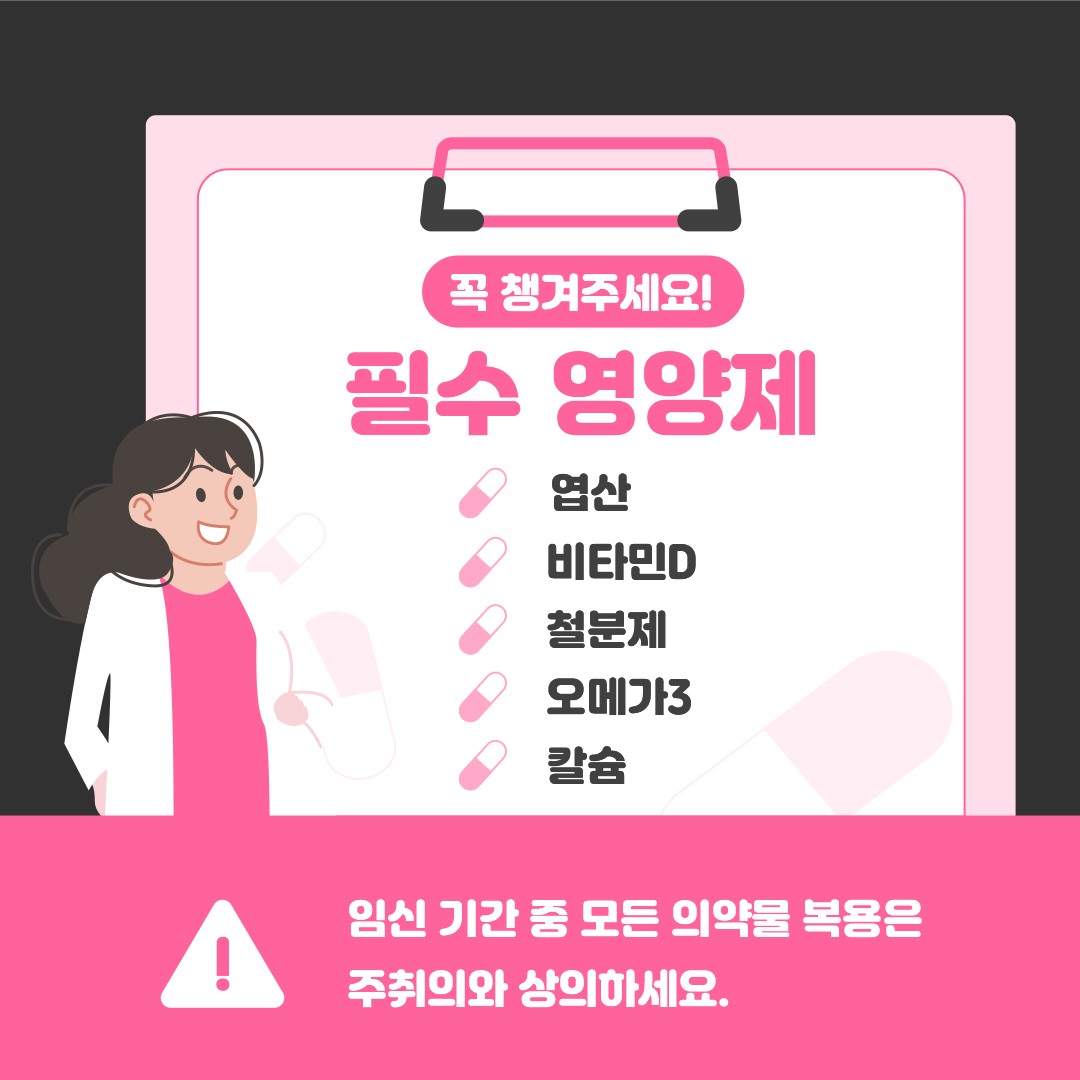 꼭 챙겨주세요!
필수 영양제
엽산
비타민D
철분제
오메가3
칼슘
임신 기간 중 모든 의약물 복용은
주취의와 상의하세요.